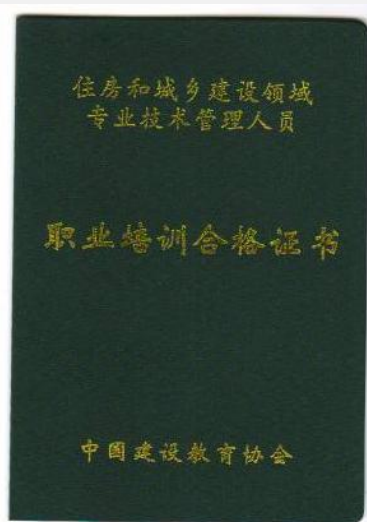 住房和城乡建设领域
专业技术管理人员
职业培训合格证书
中国建设教育协会